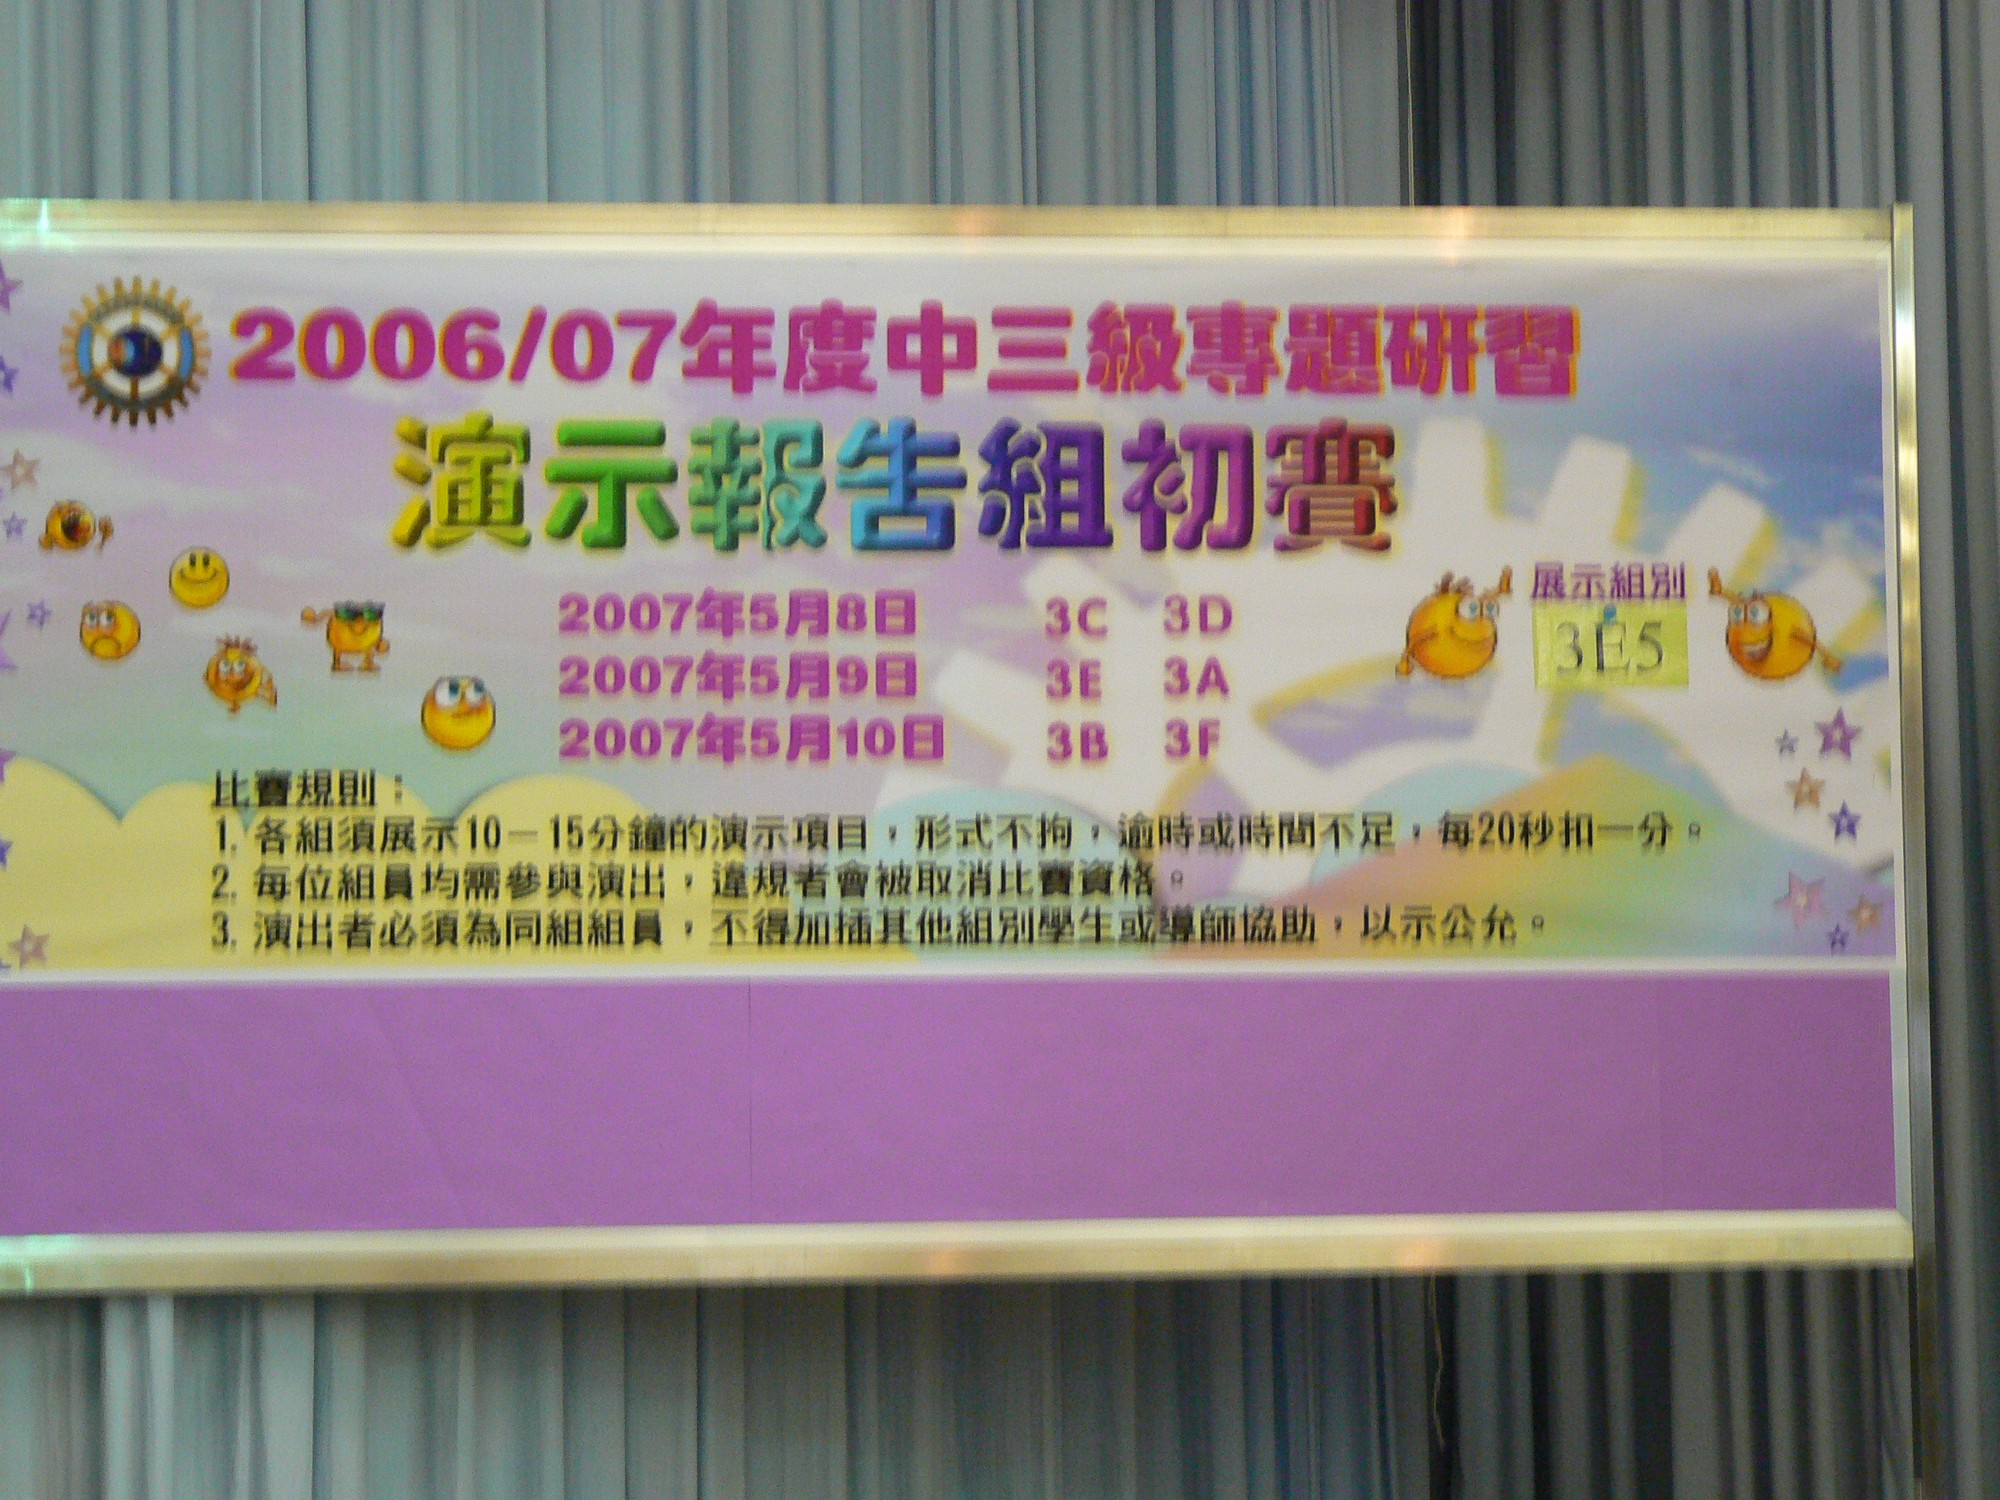 2006/07年度中三級專題研習
演示報告組初賽
2007年5月8日 3C 3D
2007年5月9日 3E 3A
2007年5月10日 3B 3F
展示組別
3E5
比賽規則：
1. 各組須展示10－15分鐘的演示項目，形式不拘，逾時或時間不足，每20秒扣一分。
2. 每位組員均需參與演出，違規者會被取消比賽資格。
3. 演出者必須為同組組員，不得加插其他組別學生或導師協助，以示公允。